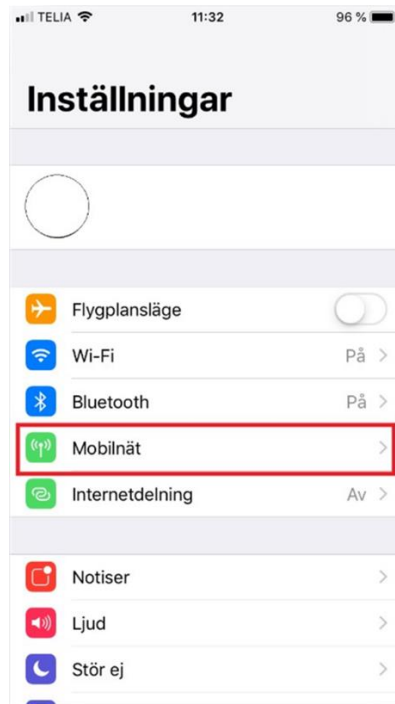 TELIA 11:32 96 %
Inställningar
Flygplansläge
Wi-Fi På
Bluetooth På
Mobilnät
Internetdelning Av
Notiser
Ljud
Stör ej